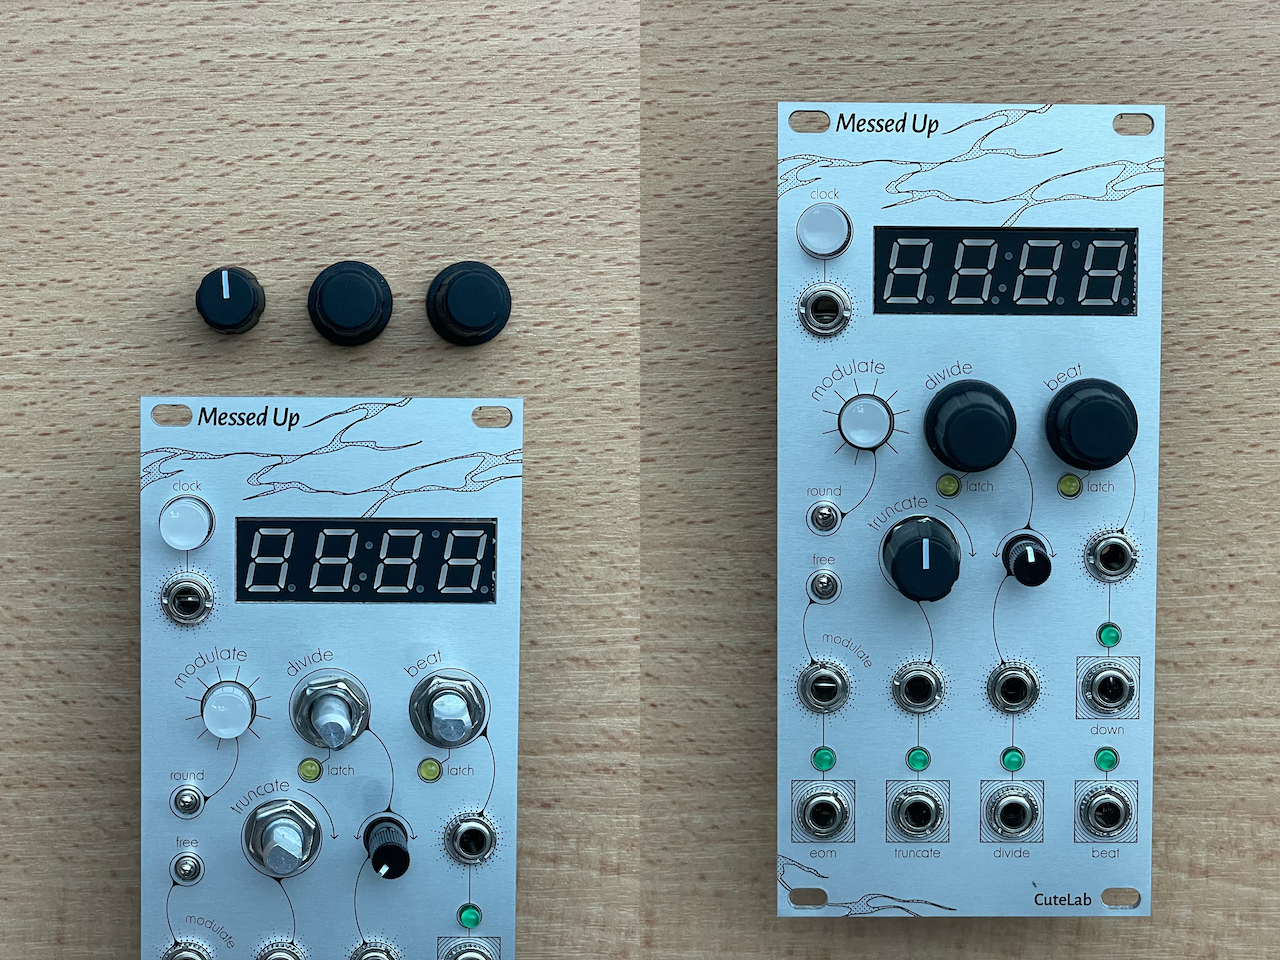 Messed Up
clock
modulate
divide
beat
latch
latch
round
truncate
free
modulate
Messed Up
clock
modulate
divide
beat
latch
latch
round
truncate
free
modulate
down
eom
truncate
divide
beat
CuteLab